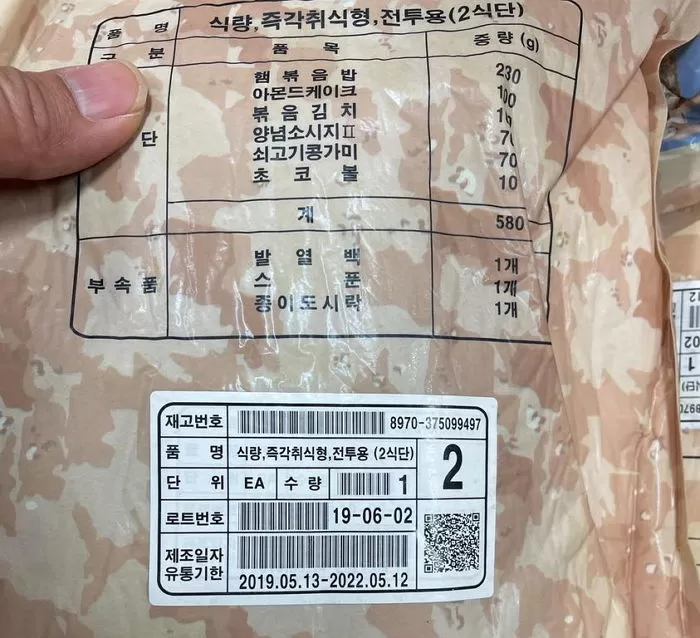 품 명 식량,즉각취식형,전투용(2식단)
구 분 품 목 중량 (g)
햄 볶 음 밥 230
아몬드케이크 100
볶 음 김 치
양념소시지Ⅱ
단
쇠고기콩가미 70
초 코 볼 10
계 580
발 열 백 1개
부 속 품 스 푼 1개
종이도시락 1개
재고번호 8970-375099497
품 명 식량,즉각취식형,전투용 (2식단) 2
단 위 EA 수 량 1
로트번호 19-06-02
제조일자
유통기한 2019.05.13-2022.05.12